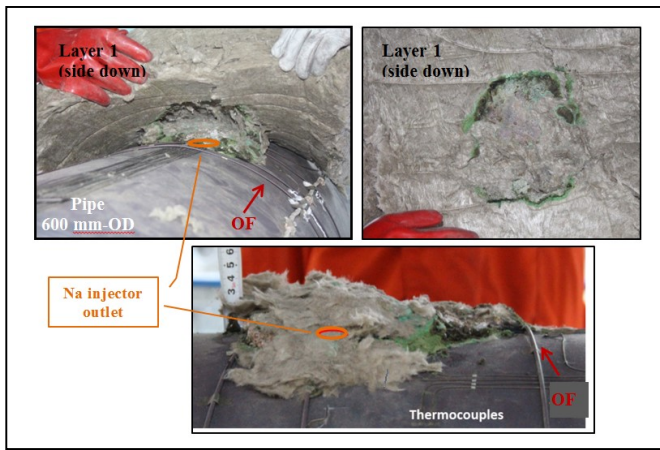 Layer 1
(side down)
Pipe
600 mm-OD
OF
Layer 1
(side down)
Na injector
outlet
3 4 5 6
Thermocouples
OF